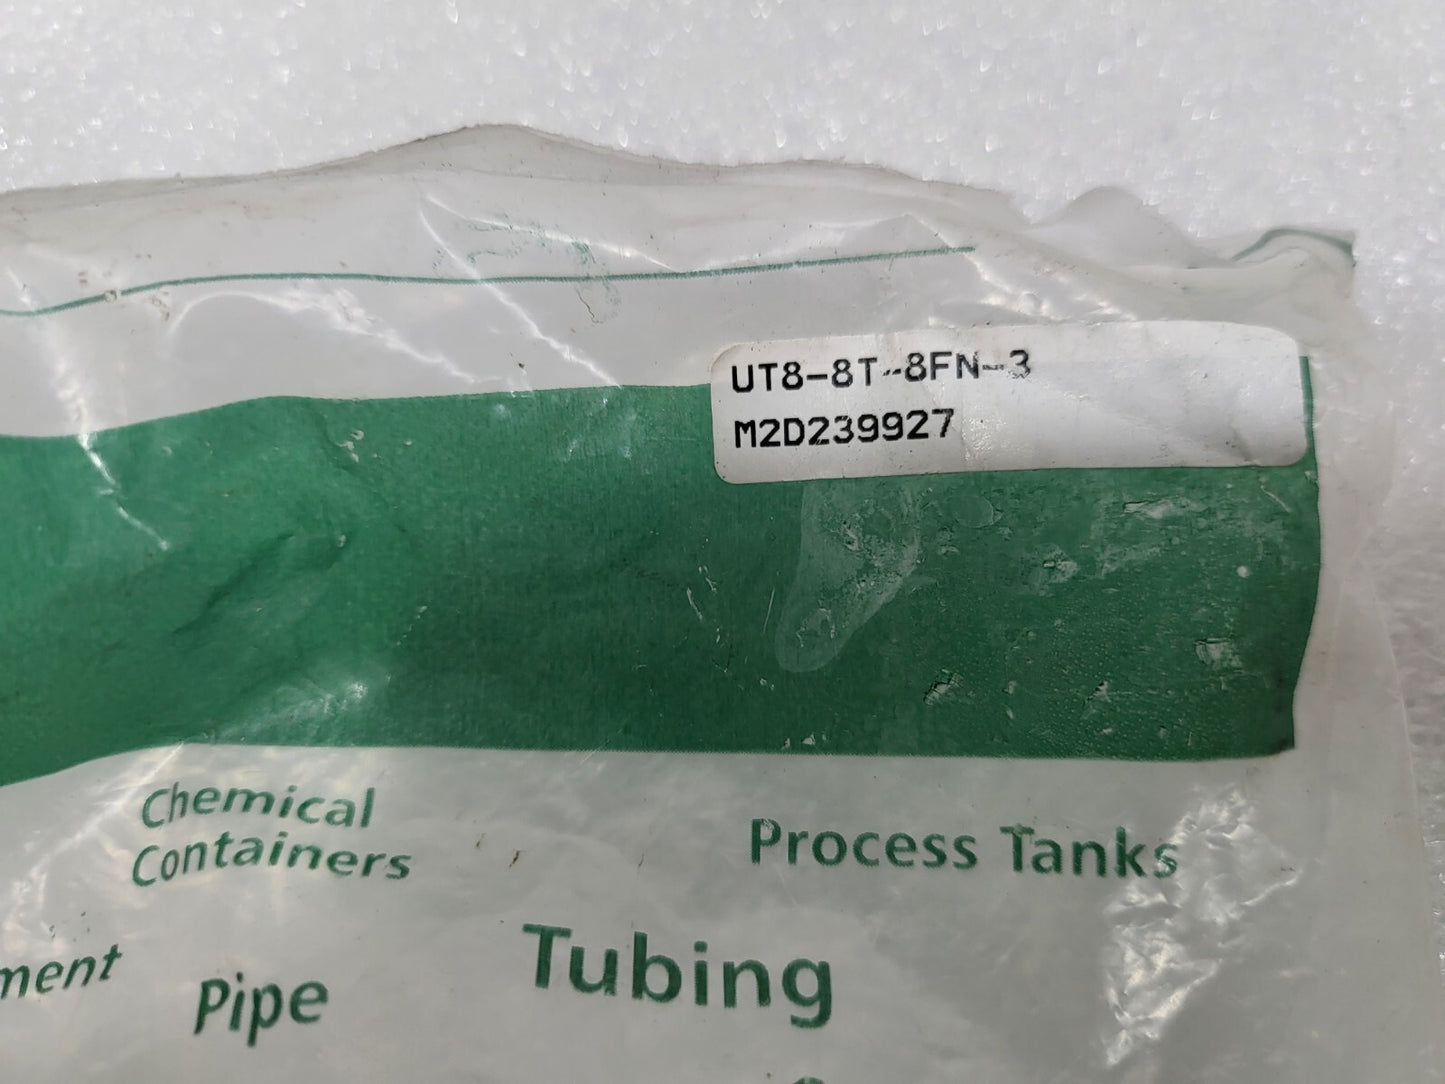 UT8-8T-8FN-3
M2D239927
Chemical
Containers
Process Tanks
ment
Pipe
Tubing